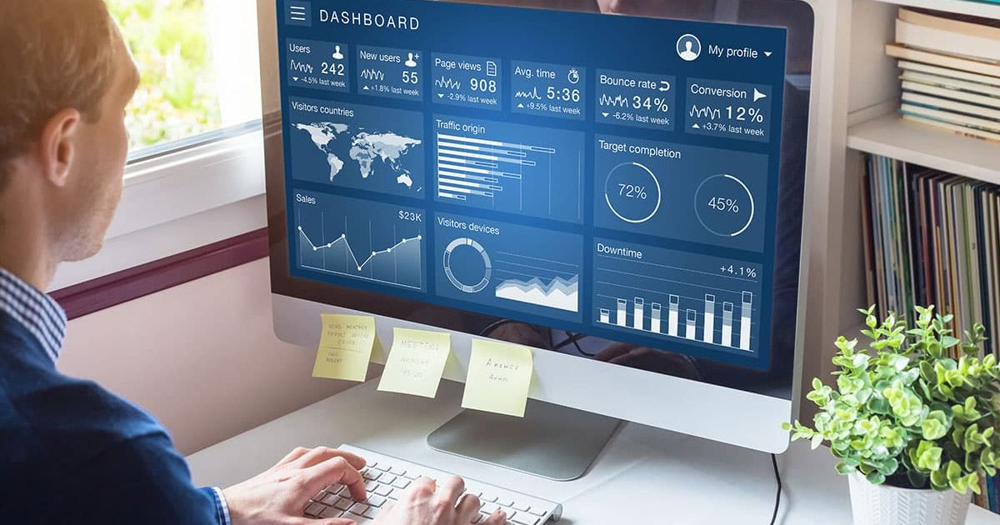 DASHBOARD
My profile
Users
242
-4.5% last week
New users
55
+1.8% last week
Page views
908
-2.9% last week
Avg. time
5:36
+9.5% last week
Bounce rate
34%
-6.2% last week
Conversion
12%
+3.7% last week
Visitors countries
Traffic origin
Target completion
72%
45%
Sales
$23K
Visitors devices
Downtime
+4.1%
MEETING
MONDAY
Answer
Anna